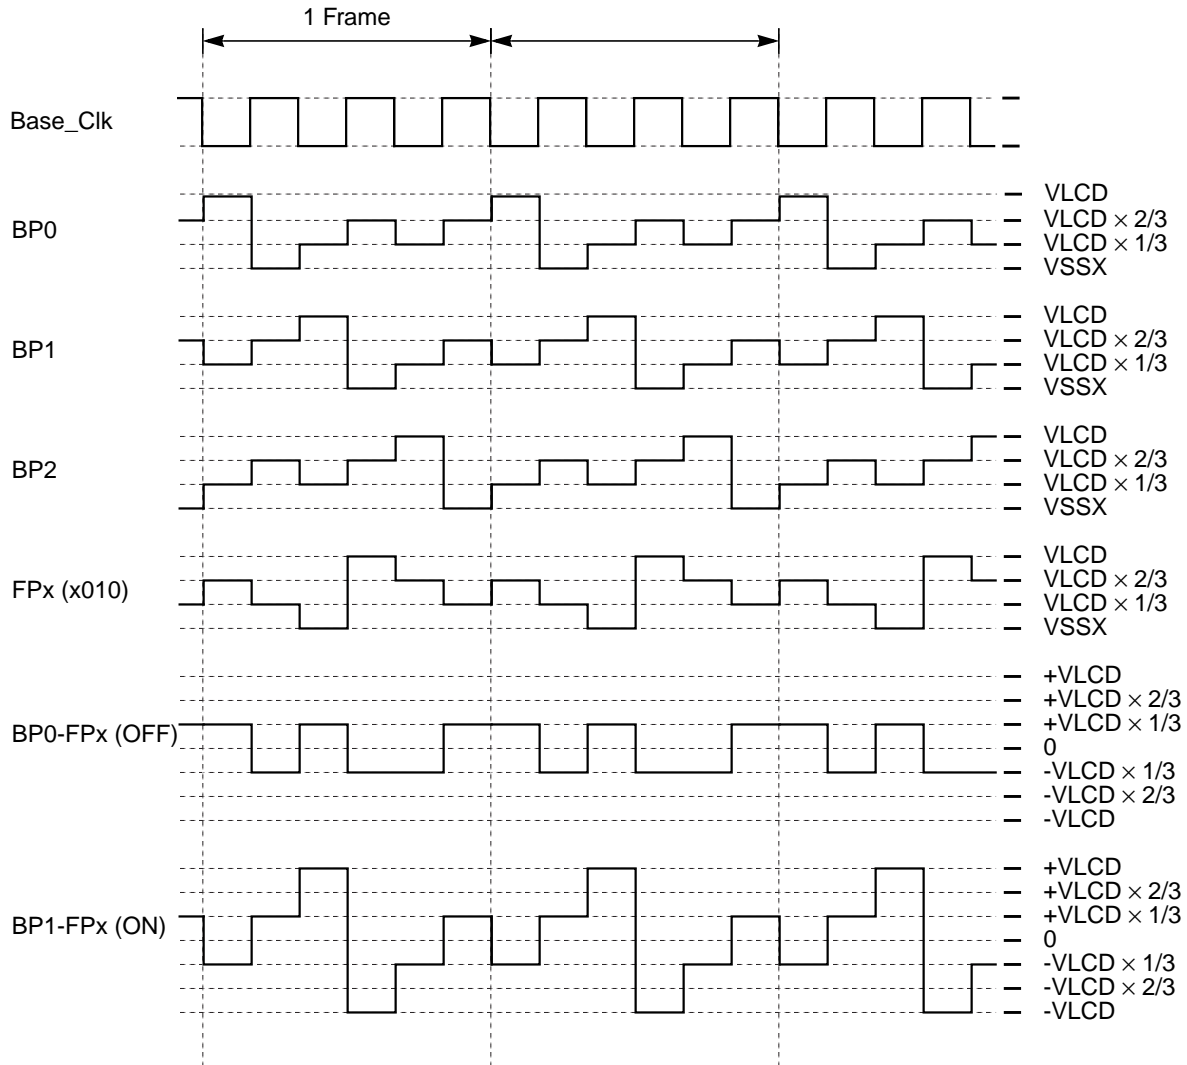 1 Frame
Base_Clk
BP0
VLCD
VLCD × 2/3
VLCD × 1/3
VSSX
BP1
VLCD
VLCD × 2/3
VLCD × 1/3
VSSX
BP2
VLCD
VLCD × 2/3
VLCD × 1/3
VSSX
FPx (x010)
VLCD
VLCD × 2/3
VLCD × 1/3
VSSX
BP0-FPx (OFF)
+VLCD
+VLCD × 2/3
+VLCD × 1/3
0
-VLCD × 1/3
-VLCD × 2/3
-VLCD
BP1-FPx (ON)
+VLCD
+VLCD × 2/3
+VLCD × 1/3
0
-VLCD × 1/3
-VLCD × 2/3
-VLCD